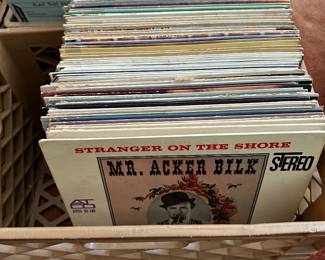 STRANGER ON THE SHORE
MR. ACKER BILK
STEREO